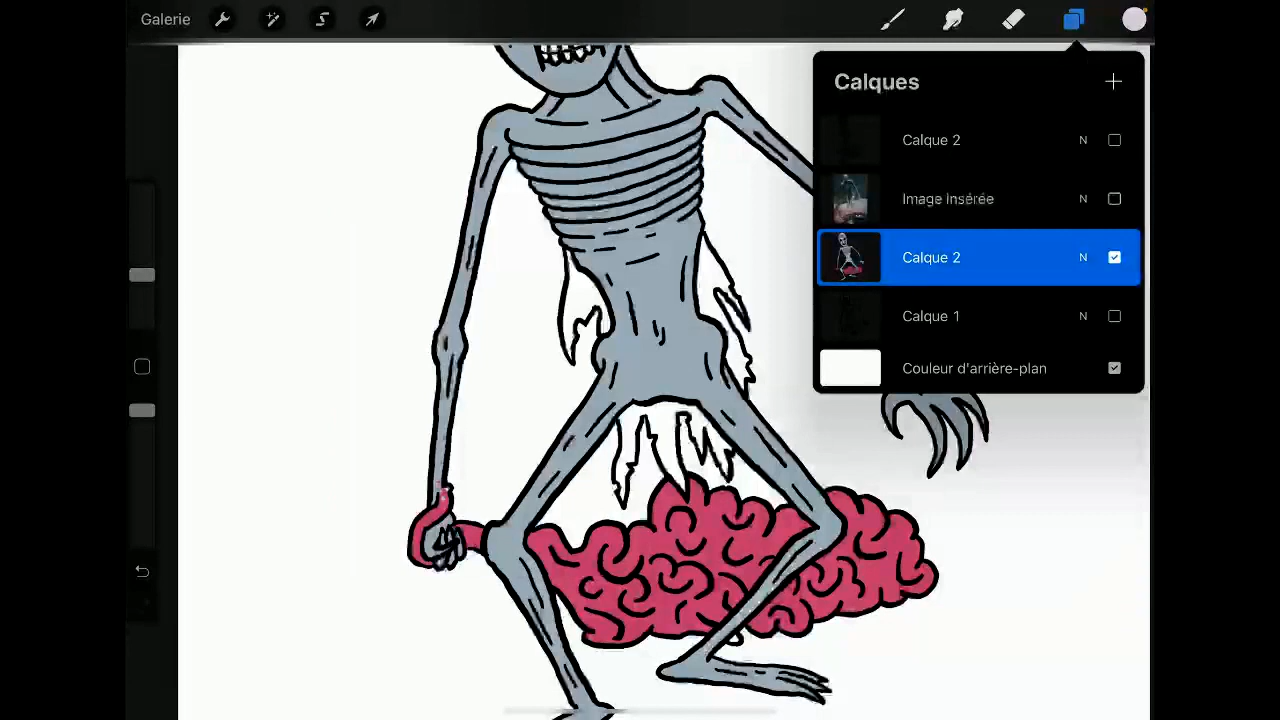 Galerie
Calques
Calque 2 N
Image Insérée N
Calque 2 N
Calque 1 N
Couleur d'arrière-plan